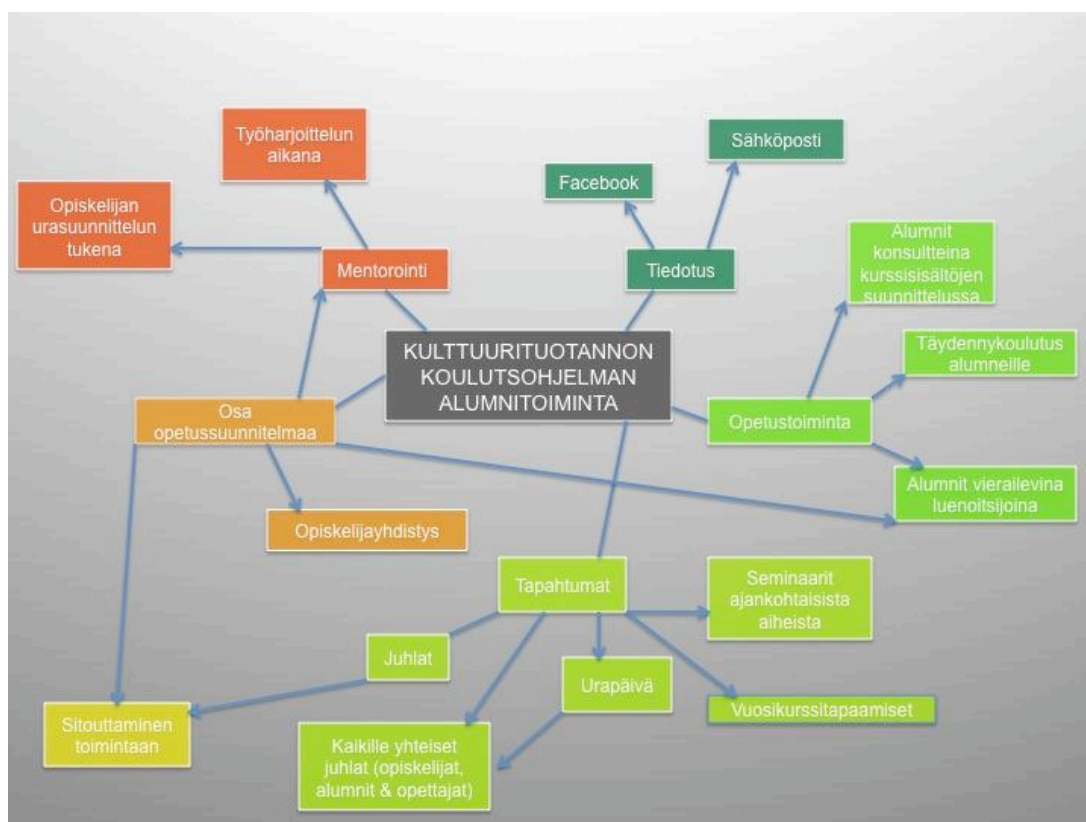 Työharjoittelun
aikana
Sähköposti
Facebook
Opiskelijan
urasuunnittelun
tukena
Alumnit
konsultteina
kurssisisältöjen
suunnittelussa
Mentorointi
Tiedotus
KULTTUURITUOTANNON
KOULUTSOHJELMAN
ALUMNITOIMINTA
Täydennykoulutus
alumneille
Osa
opetussuunnitelmaa
Opetustoiminta
Alumnit vierailevina
luenoitsijoina
Opiskelijayhdistys
Tapahtumat
Seminaarit
ajankohtaisista
aiheista
Juhlat
Urapäivä
Vuosikurssitapaamiset
Sitouttaminen
toimintaan
Kaikille yhteiset
juhlat (opiskelijat,
alumnit & opettajat)